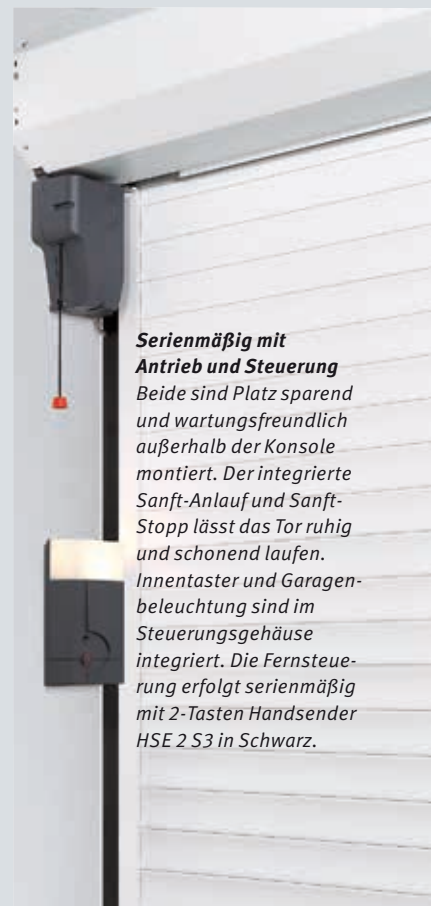 Serienmäßig mit
Antrieb und Steuerung
Beide sind Platz sparend
und wartungsfreundlich
außerhalb der Konsole
montiert. Der integrierte
Sanft-Anlauf und Sanft-
Stopp lässt das Tor ruhig
und schonend laufen.
Innentaster und Garagen-
beleuchtung sind im
Steuerungsgehäuse
integriert. Die Fernsteue-
rung erfolgt serienmäßig
mit 2-Tasten Handsender
HSE 2 S3 in Schwarz.